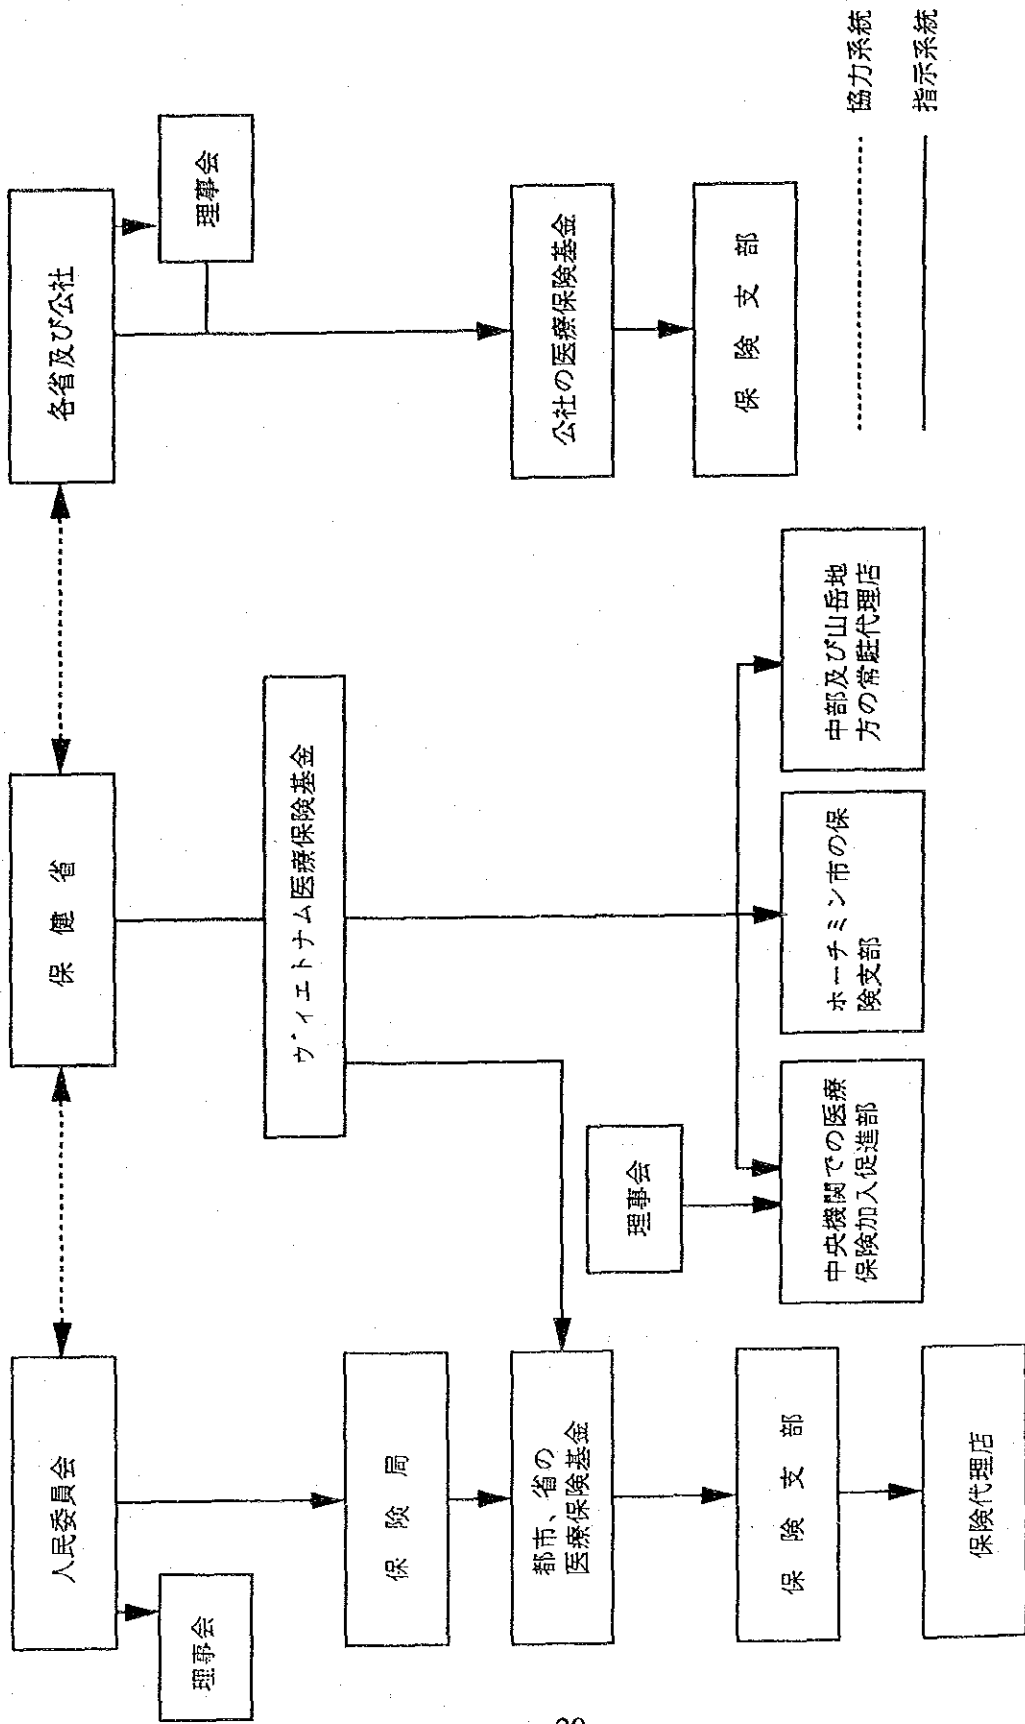 人民委員会
保健省
各省及び公社
理事会
理事会
ヴィエトナム医療保険基金
保険局
都市、省の
医療保険基金
公社の医療保険基金
理事会
保険支部
中央機関での医療
保険加入促進部
ホーチミン市の保
険支部
中部及び山岳地
方の常駐代理店
保険支部
保険代理店
協力系統
指示系統